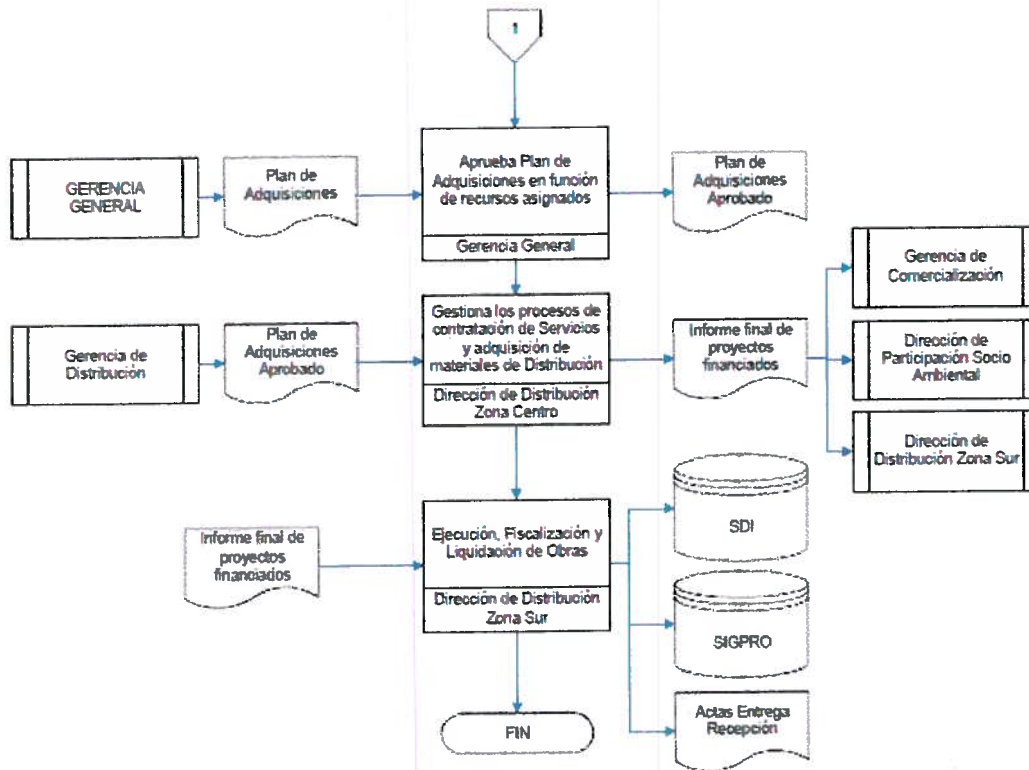 1
GERENCIA
GENERAL
Plan de
Adquisiciones
Aprueba Plan de
Adquisiciones en función
de recursos asignados
Gerencia General
Plan de
Adquisiciones
Aprobado
Gerencia de
Distribución
Plan de
Adquisiciones
Aprobado
Gestiona los procesos de
contratación de Servicios
y adquisición de
materiales de Distribución
Dirección de Distribución
Zona Centro
Informe final de
proyectos
financiados
Gerencia de
Comercialización
Dirección de
Participación Socio
Ambiental
Dirección de
Distribución Zona Sur
Informe final de
proyectos
financiados
Ejecución, Fiscalización y
Liquidación de Obras
Dirección de Distribución
Zona Sur
SDI
SIGPRO
Actas Entrega
Recepción
FIN